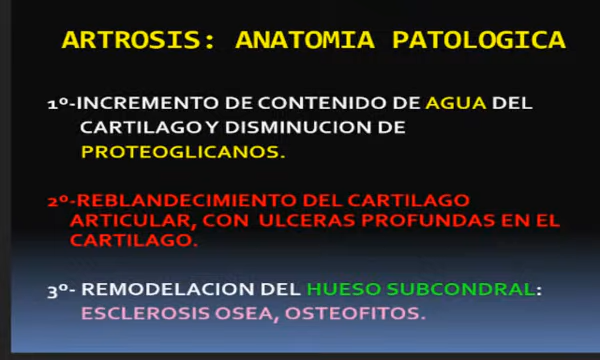 ARTROSIS: ANATOMIA PATOLOGICA
1º-INCREMENTO DE CONTENIDO DE AGUA DEL
CARTILAGO Y DISMINUCION DE
PROTEOGLICANOS.
2º-REBLANDECIMIENTO DEL CARTILAGO
ARTICULAR, CON ULCERAS PROFUNDAS EN EL
CARTILAGO.
3º- REMODELACION DEL HUESO SUBCONDRAL:
ESCLEROSIS OSEA, OSTEOFITOS.